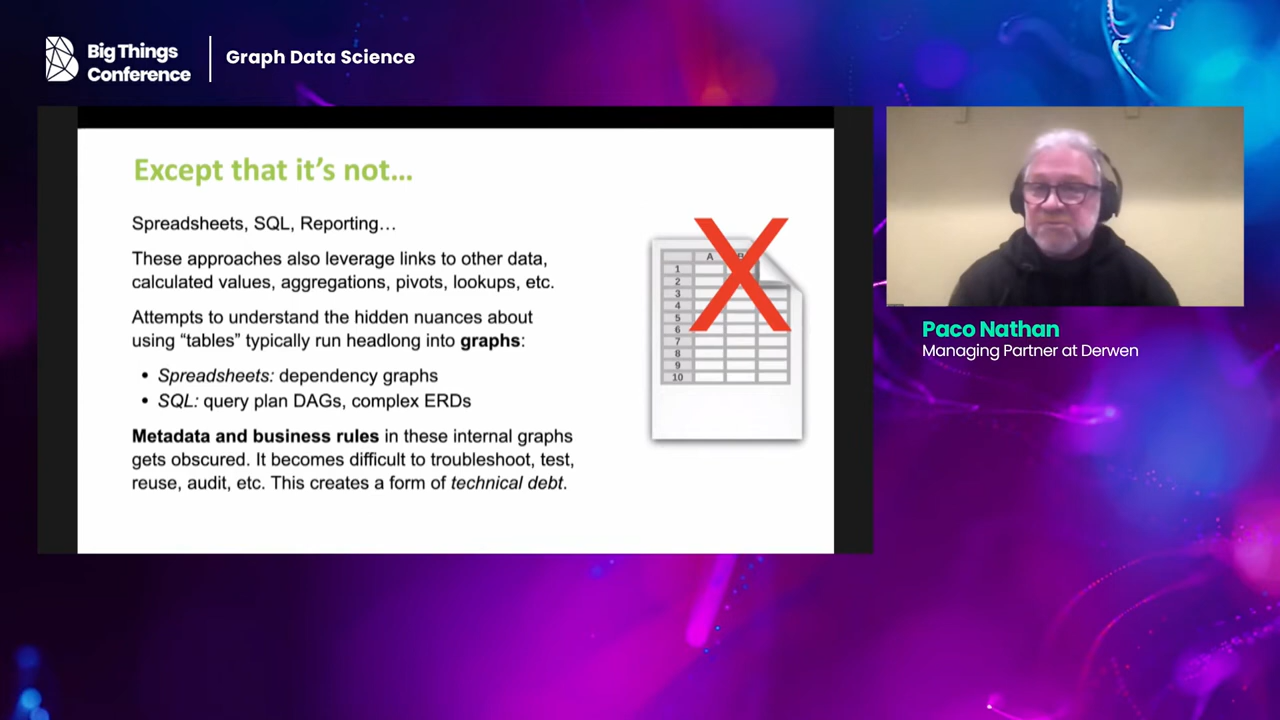 Big Things
Conference
Graph Data Science
Except that it's not...
Spreadsheets, SQL, Reporting…
These approaches also leverage links to other data,
calculated values, aggregations, pivots, lookups, etc.
Attempts to understand the hidden nuances about
using “tables” typically run headlong into graphs:
• Spreadsheets: dependency graphs
• SQL: query plan DAGs, complex ERDs
Metadata and business rules in these internal graphs
gets obscured. It becomes difficult to troubleshoot, test,
reuse, audit, etc. This creates a form of technical debt.
A
1
2
3
4
5
6
7
8
9
10
X
Paco Nathan
Managing Partner at Derwen